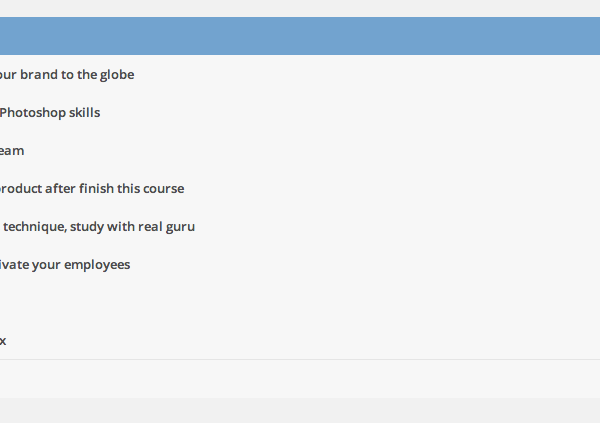 our brand to the globe
Photoshop skills
eam
product after finish this course
technique, study with real guru
ivate your employees
x